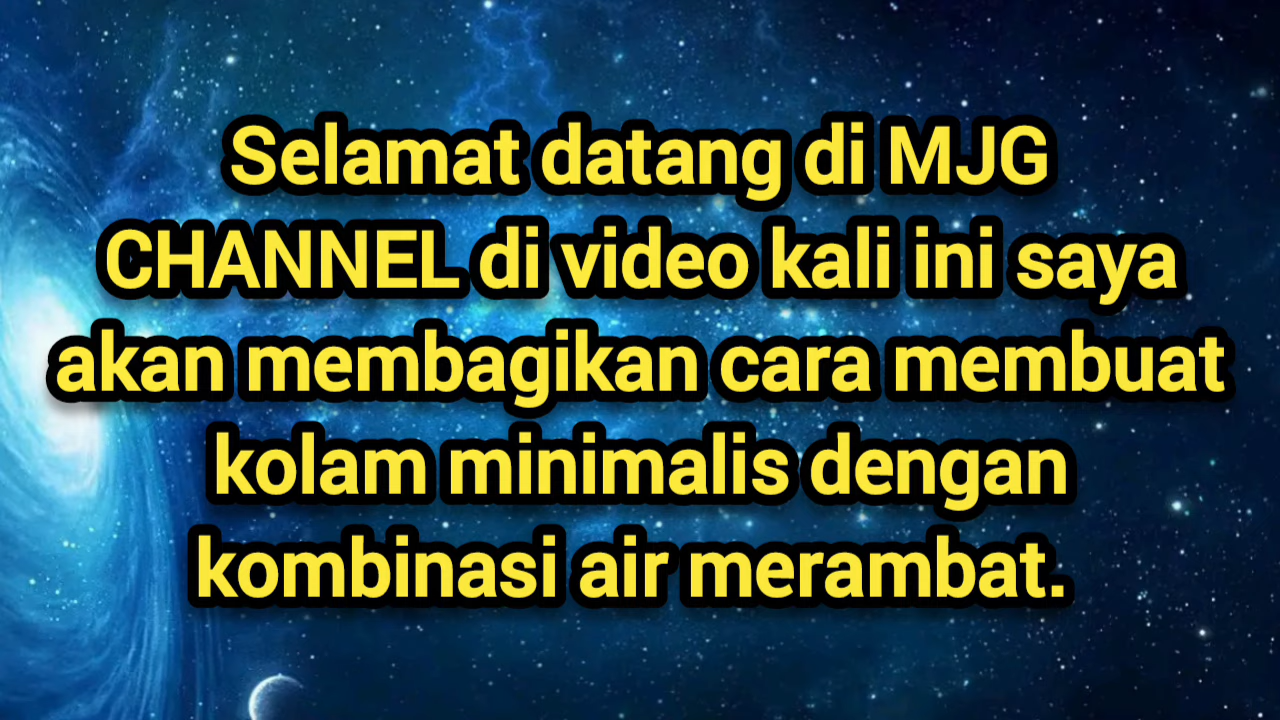 Selamat datang di MJG
CHANNEL di video kali ini saya
akan membagikan cara membuat
kolam minimalis dengan
kombinasi air merambat.